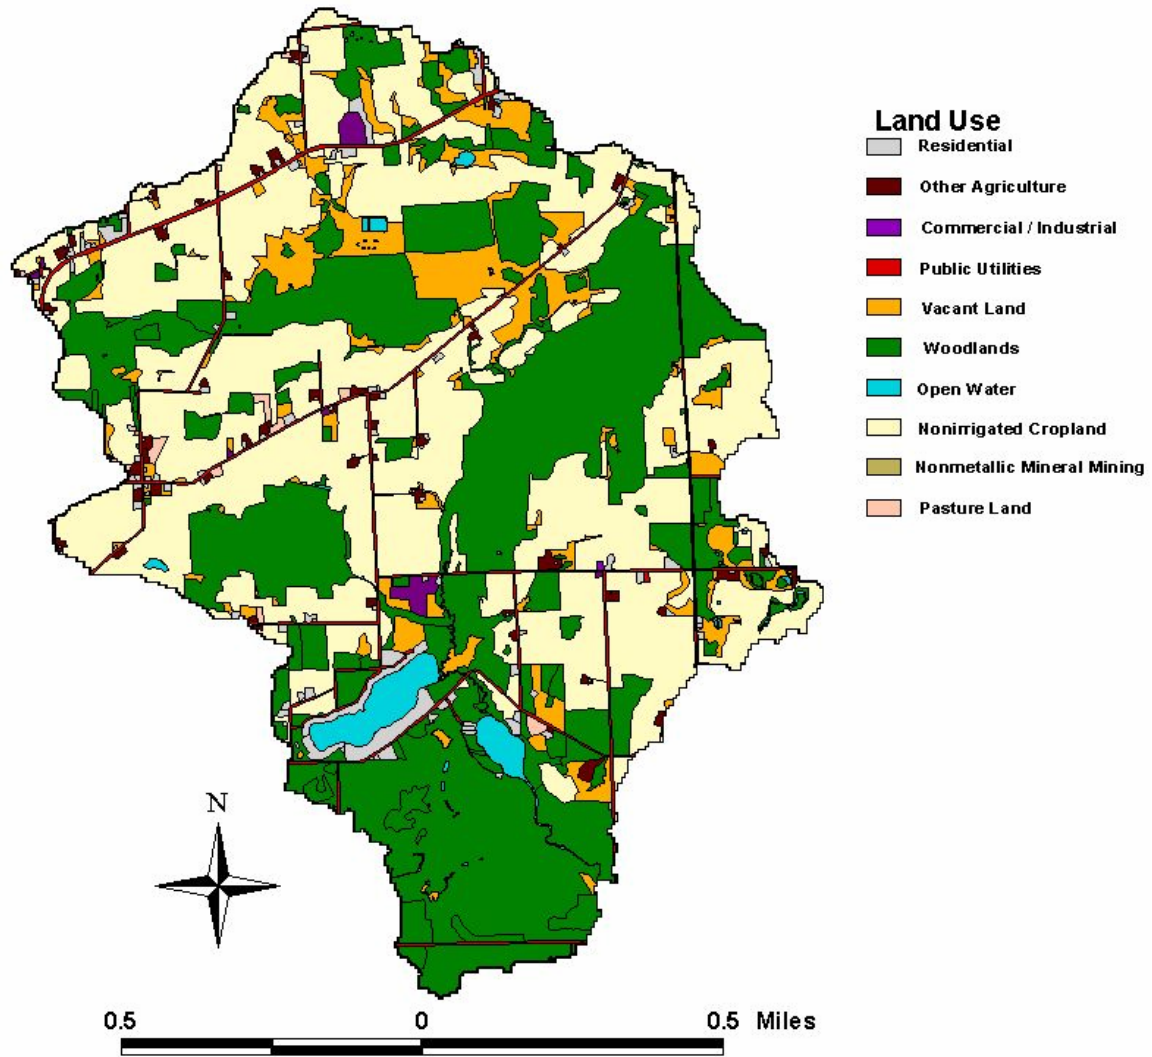 Land Use
Residential
Other Agriculture
Commercial / Industrial
Public Utilities
Vacant Land
Woodlands
Open Water
Nonirrigated Cropland
Nonmetallic Mineral Mining
Pasture Land
N
0.5 0 0.5 Miles